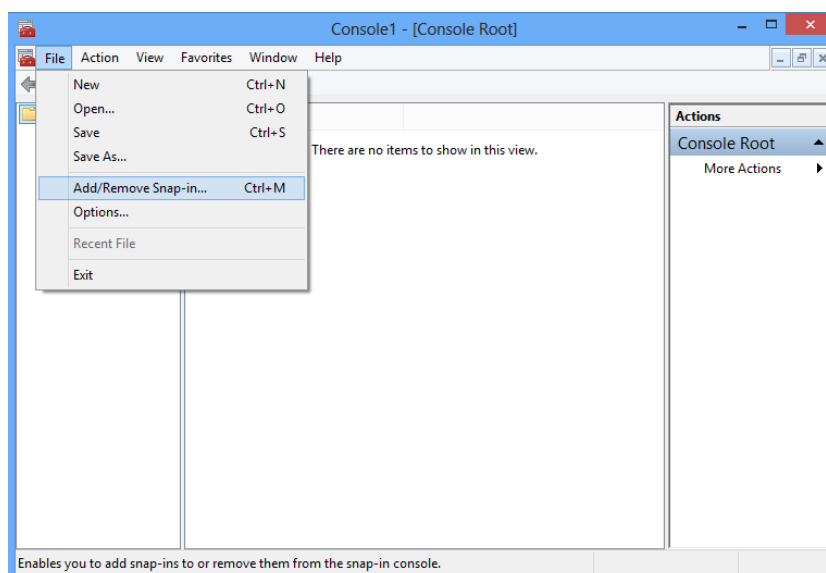 Console1 - [Console Root]
File Action View Favorites Window Help
New Ctrl+N
Open... Ctrl+O
Save Ctrl+S
Save As...
Add/Remove Snap-in... Ctrl+M
Options...
Recent File
Exit
There are no items to show in this view.
Actions
Console Root
More Actions
Enables you to add snap-ins to or remove them from the snap-in console.